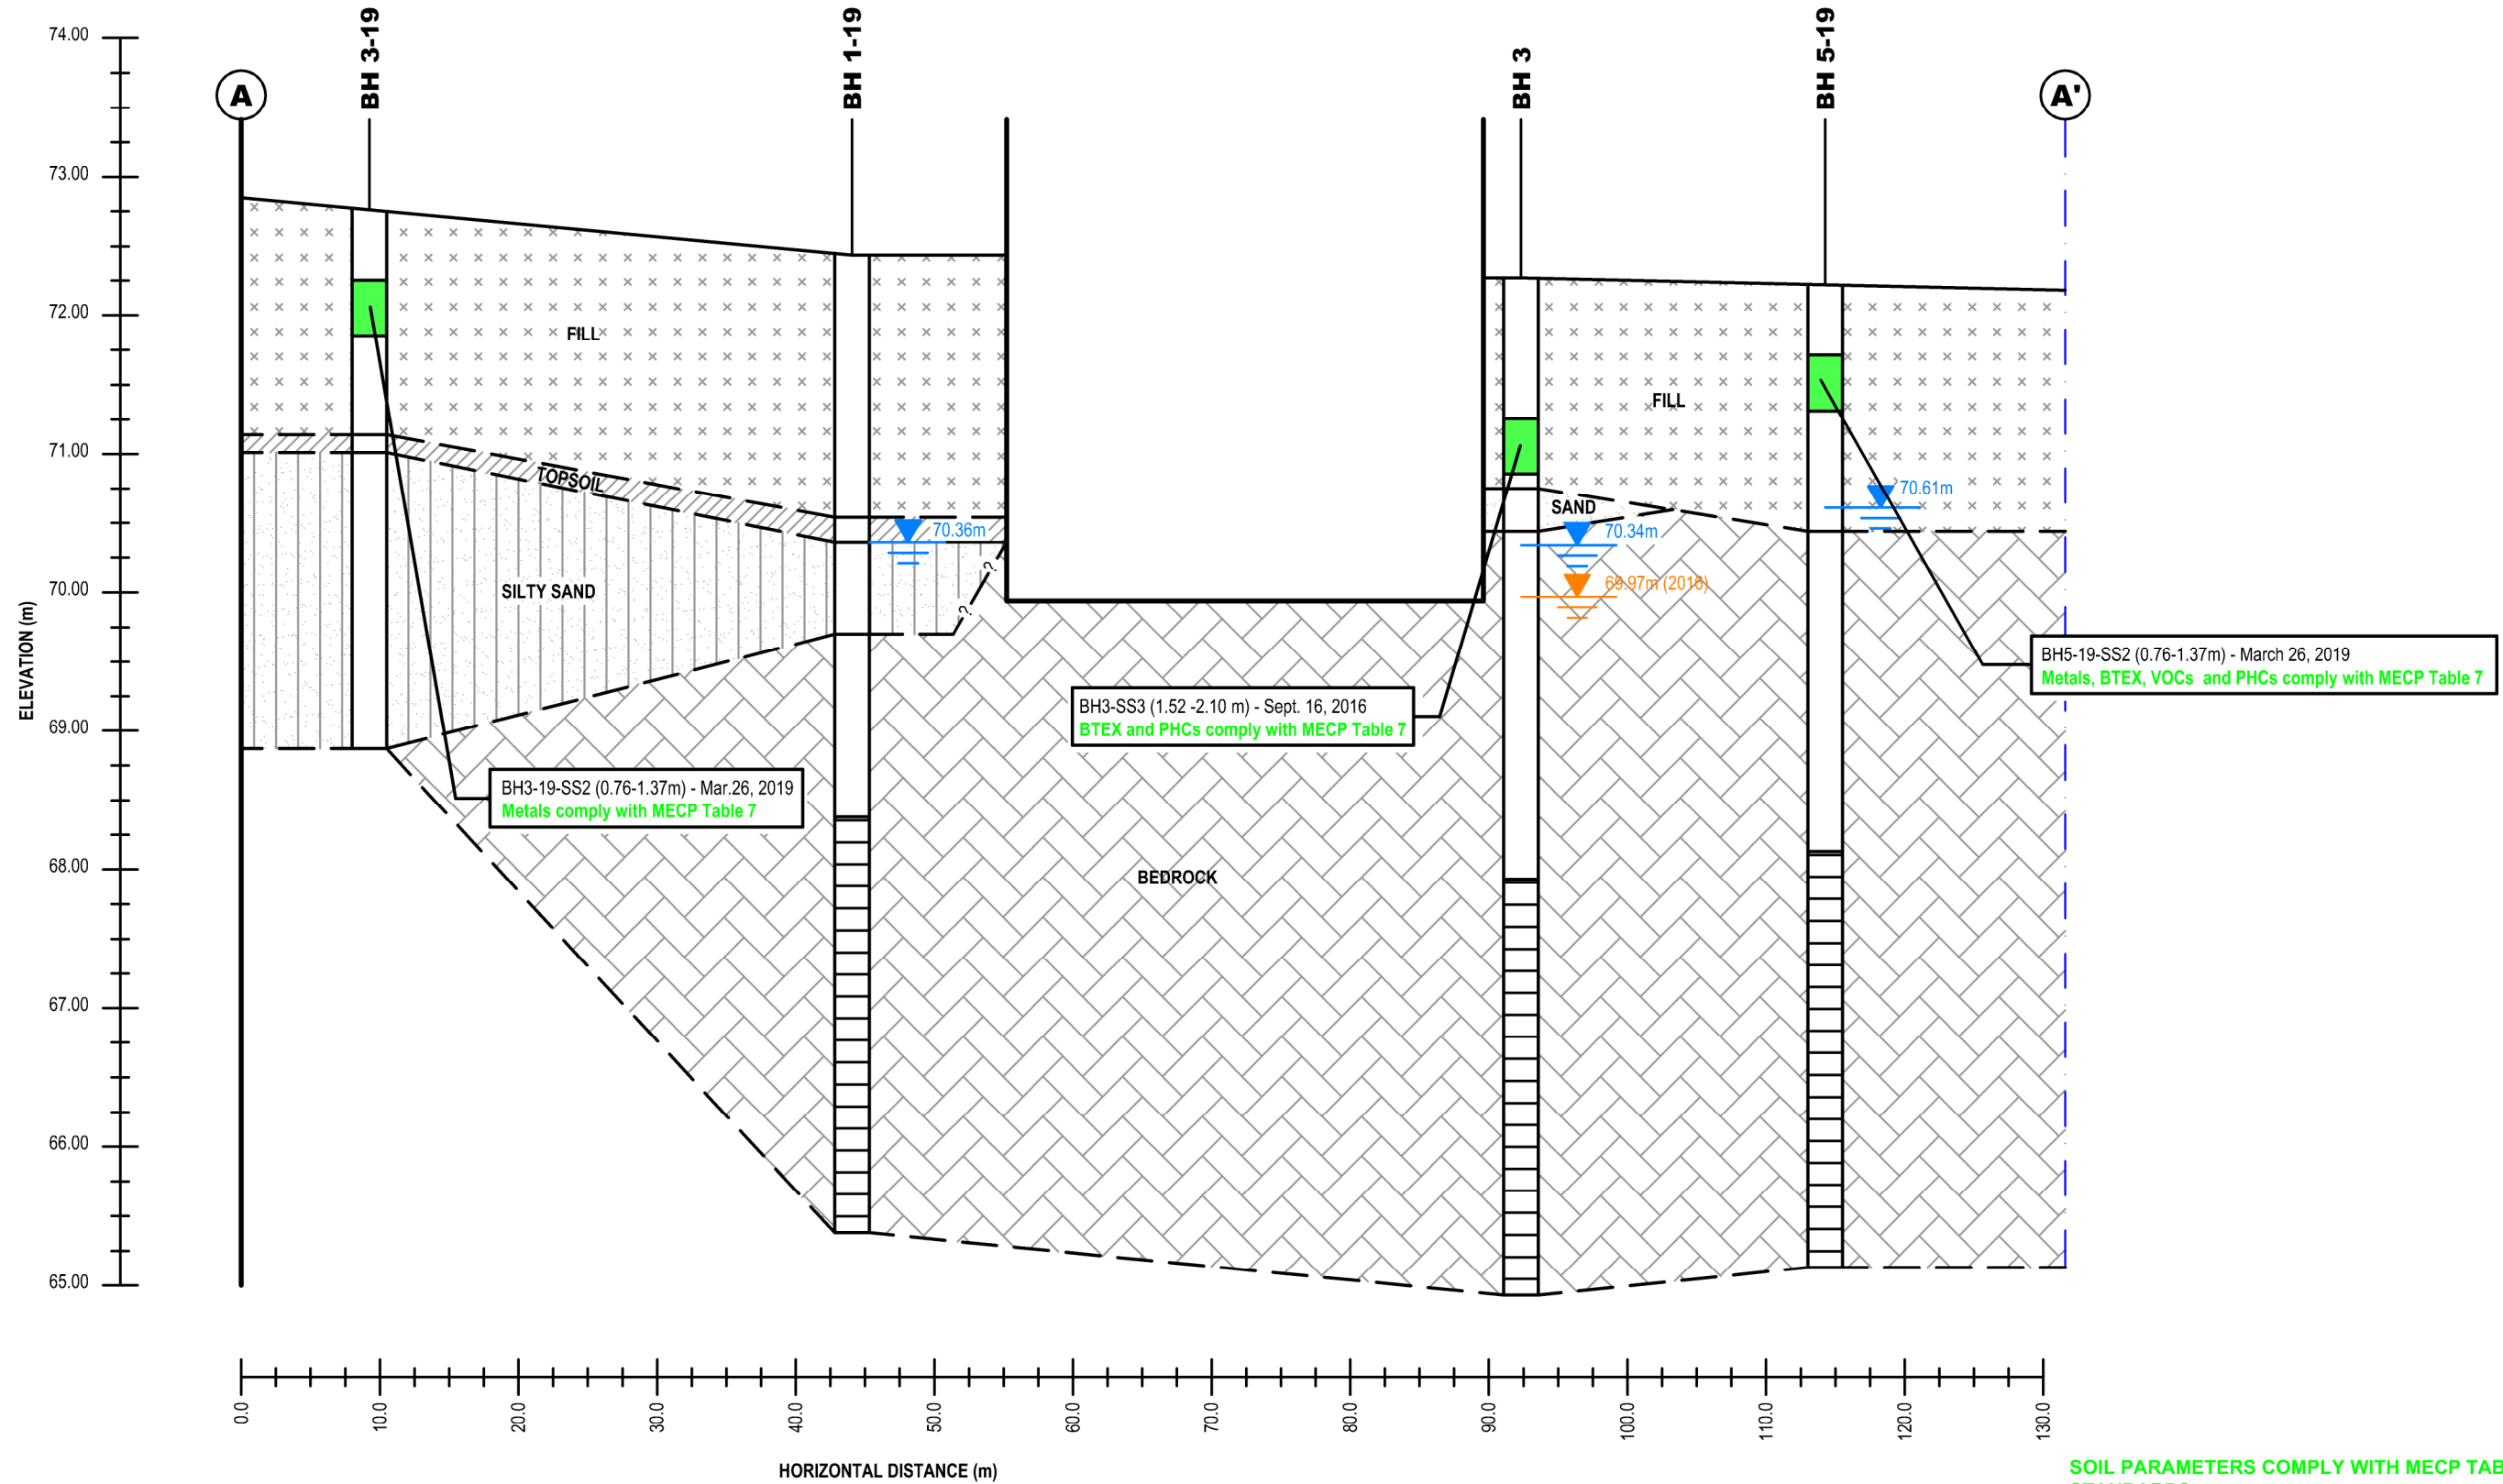 BH 3-19
BH 1-19
BH 3
BH 5-19
A
A'
74.00
73.00
72.00
71.00
70.00
69.00
68.00
67.00
66.00
65.00
ELEVATION (m)
FILL
FILL
TOPSOIL
SAND
SILTY SAND
BEDROCK
70.36m
70.34m
69.97m (2016)
70.61m
?
?
BH5-19-SS2 (0.76-1.37m) - March 26, 2019
Metals, BTEX, VOCs and PHCs comply with MECP Table 7
BH3-SS3 (1.52 -2.10 m) - Sept. 16, 2016
BTEX and PHCs comply with MECP Table 7
BH3-19-SS2 (0.76-1.37m) - Mar.26, 2019
Metals comply with MECP Table 7
0.0
10.0
20.0
30.0
40.0
50.0
60.0
70.0
80.0
90.0
100.0
110.0
120.0
130.0
HORIZONTAL DISTANCE (m)
SOIL PARAMETERS COMPLY WITH MECP TAB